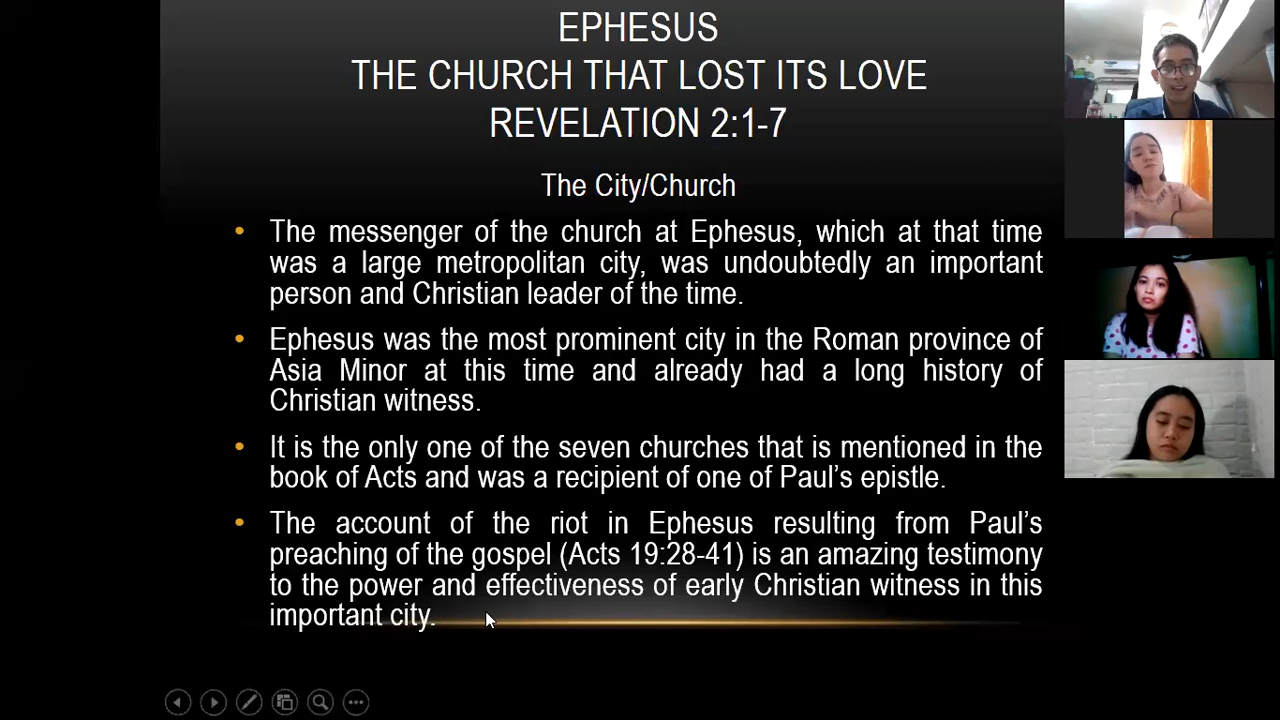 EPHESUS
THE CHURCH THAT LOST ITS LOVE
REVELATION 2:1-7
The City/Church
• The messenger of the church at Ephesus, which at that time
was a large metropolitan city, was undoubtedly an important
person and Christian leader of the time.
• Ephesus was the most prominent city in the Roman province of
Asia Minor at this time and already had a long history of
Christian witness.
• It is the only one of the seven churches that is mentioned in the
book of Acts and was a recipient of one of Paul's epistle.
• The account of the riot in Ephesus resulting from Paul's
preaching of the gospel (Acts 19:28-41) is an amazing testimony
to the power and effectiveness of early Christian witness in this
important city.